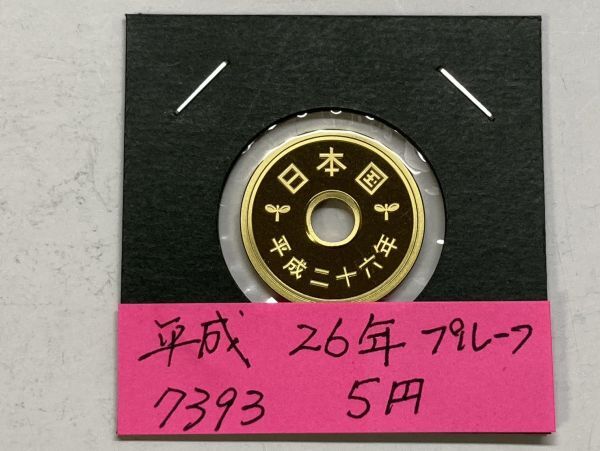 日本国
平成二十六年
平成 26年 プルーフ
7393 5円